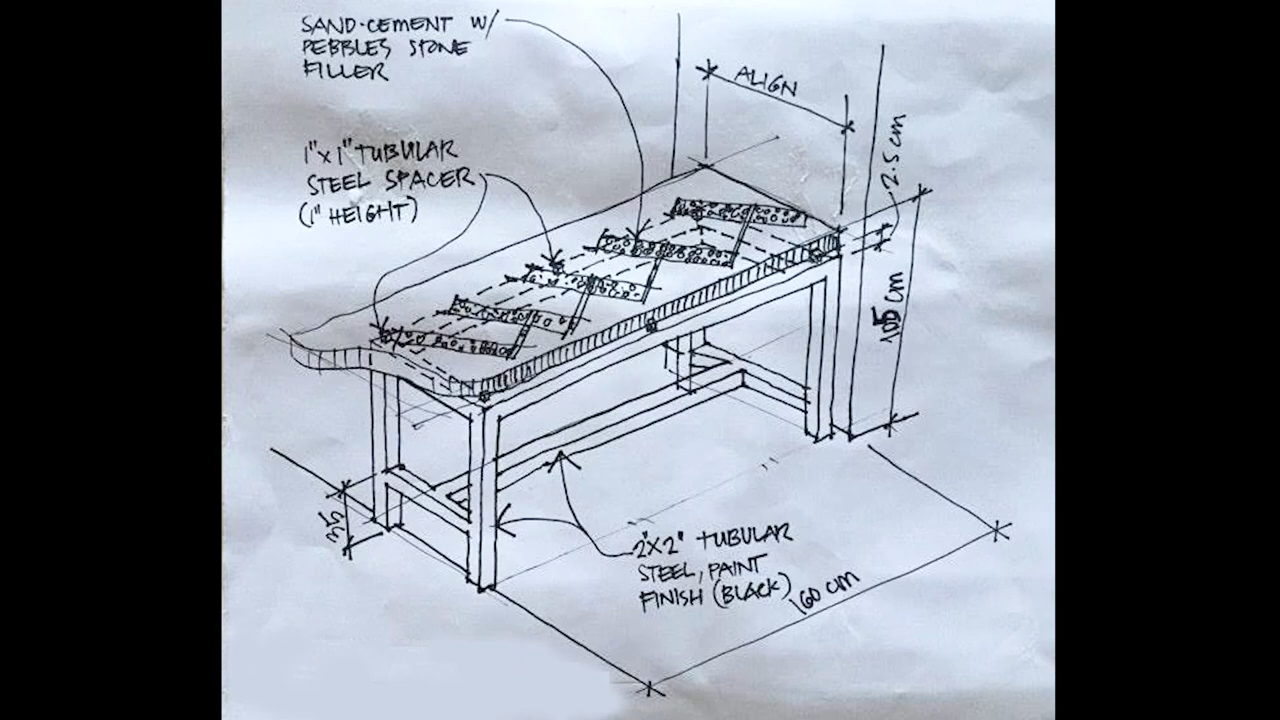 SAND-CEMENT W/
PEBBLES STONE
FILLER
ALIGN
1"x1" TUBULAR
STEEL SPACER
(1" HEIGHT)
2.5 cm
105 cm
35
2"x2" TUBULAR
STEEL, PAINT
FINISH (BLACK)
160 cm